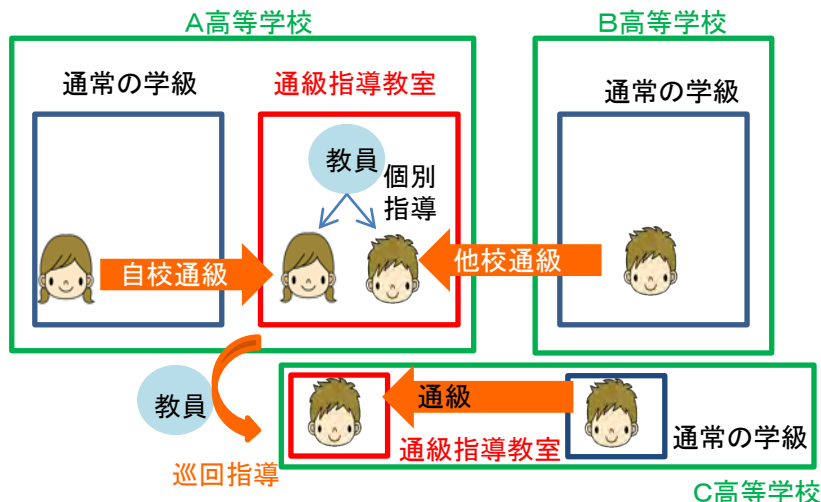 A高等学校
B高等学校
通常の学級
通級指導教室
通常の学級
教員
個別
指導
自校通級
他校通級
教員
通級
通級指導教室
通常の学級
巡回指導
C高等学校